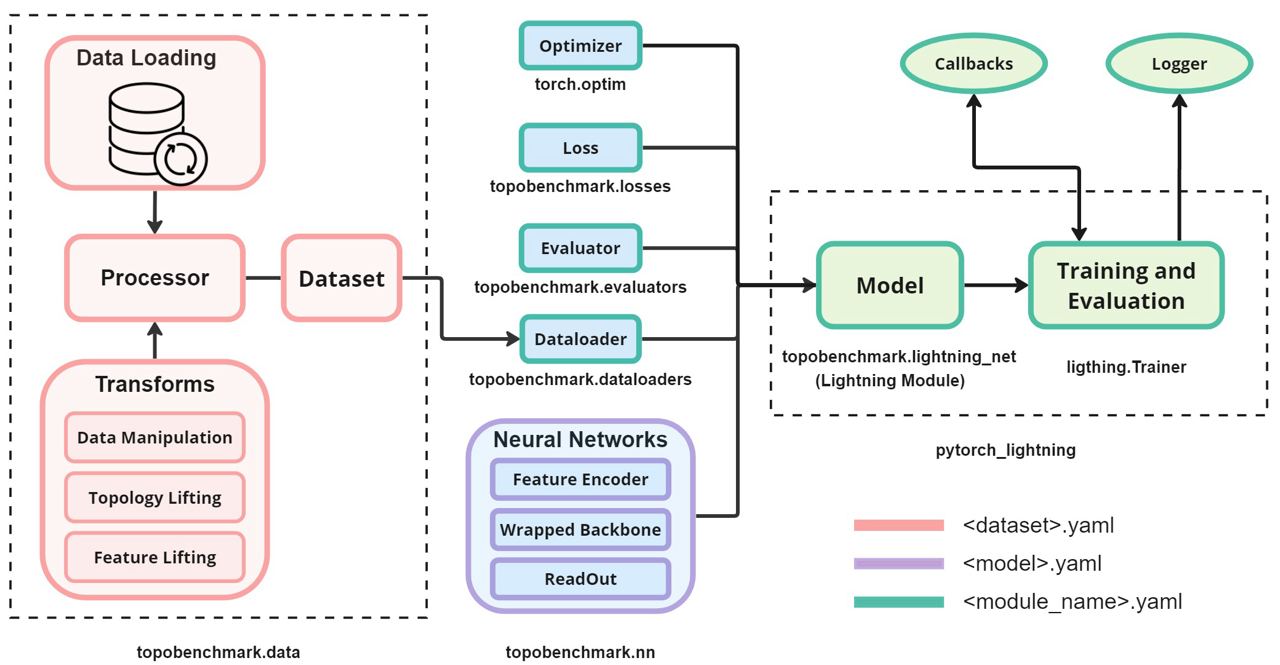 Data Loading
Processor
Dataset
Transforms
Data Manipulation
Topology Lifting
Feature Lifting
topobenchmark.data
Optimizer
torch.optim
Loss
topobenchmark.losses
Evaluator
topobenchmark.evaluators
Dataloader
topobenchmark.dataloaders
Neural Networks
Feature Encoder
Wrapped Backbone
ReadOut
topobenchmark.nn
Callbacks
Logger
Model
topobenchmark.lightning_net
(Lightning Module)
Training and
Evaluation
ligthing.Trainer
pytorch_lightning
<dataset>.yaml
<model>.yaml
<module_name>.yaml